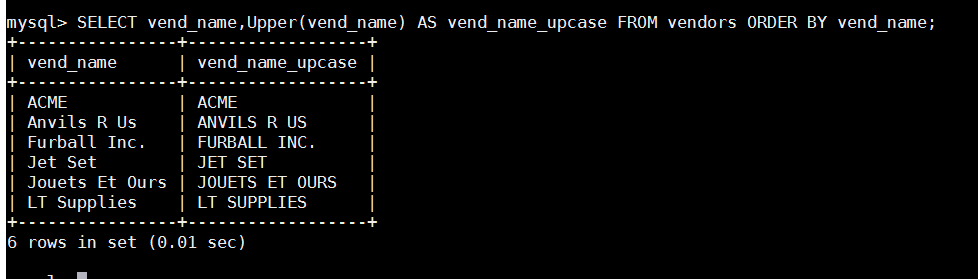 mysql> SELECT vend_name,Upper(vend_name) AS vend_name_upcase FROM vendors ORDER BY vend_name;
+----------------+------------------+
| vend_name      | vend_name_upcase |
+----------------+------------------+
| ACME           | ACME             |
| Anvils R Us    | ANVILS R US      |
| Furball Inc.   | FURBALL INC.     |
| Jet Set        | JET SET          |
| Jouets Et Ours | JOUETS ET OURS   |
| LT Supplies    | LT SUPPLIES      |
+----------------+------------------+
6 rows in set (0.01 sec)